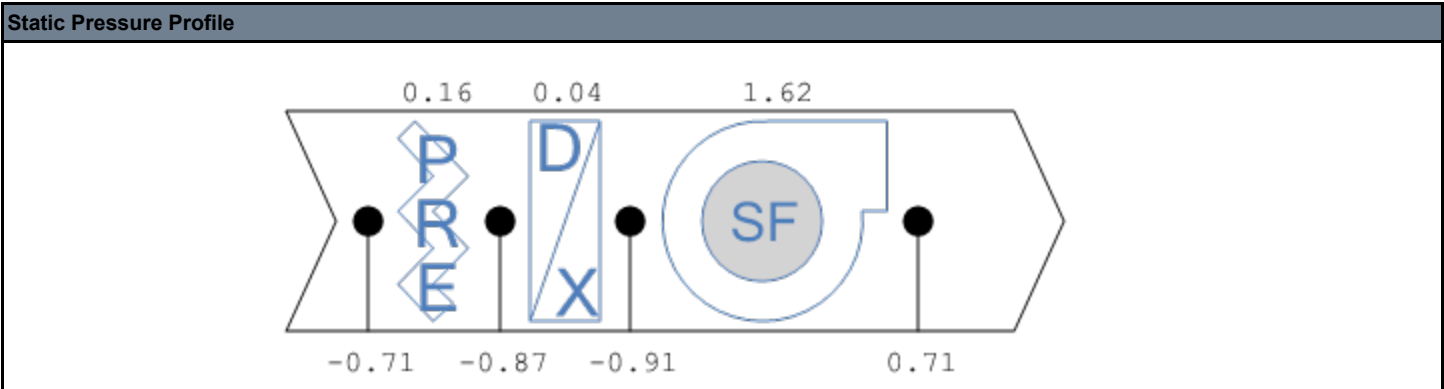 Static Pressure Profile
0.16 0.04 1.62
P
R
E
D
X
SF
-0.71 -0.87 -0.91 0.71